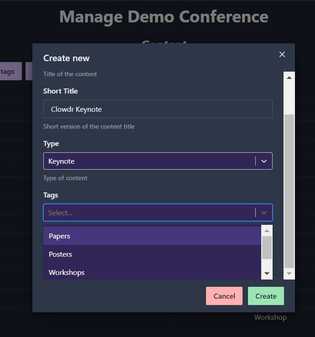 Manage Demo Conference
Content
tags
Create new
Title of the content
Short Title
Clowdr Keynote
Short version of the content title
Type
Keynote
Type of content
Tags
Select...
Papers
Posters
Workshops
Cancel
Create
Workshop